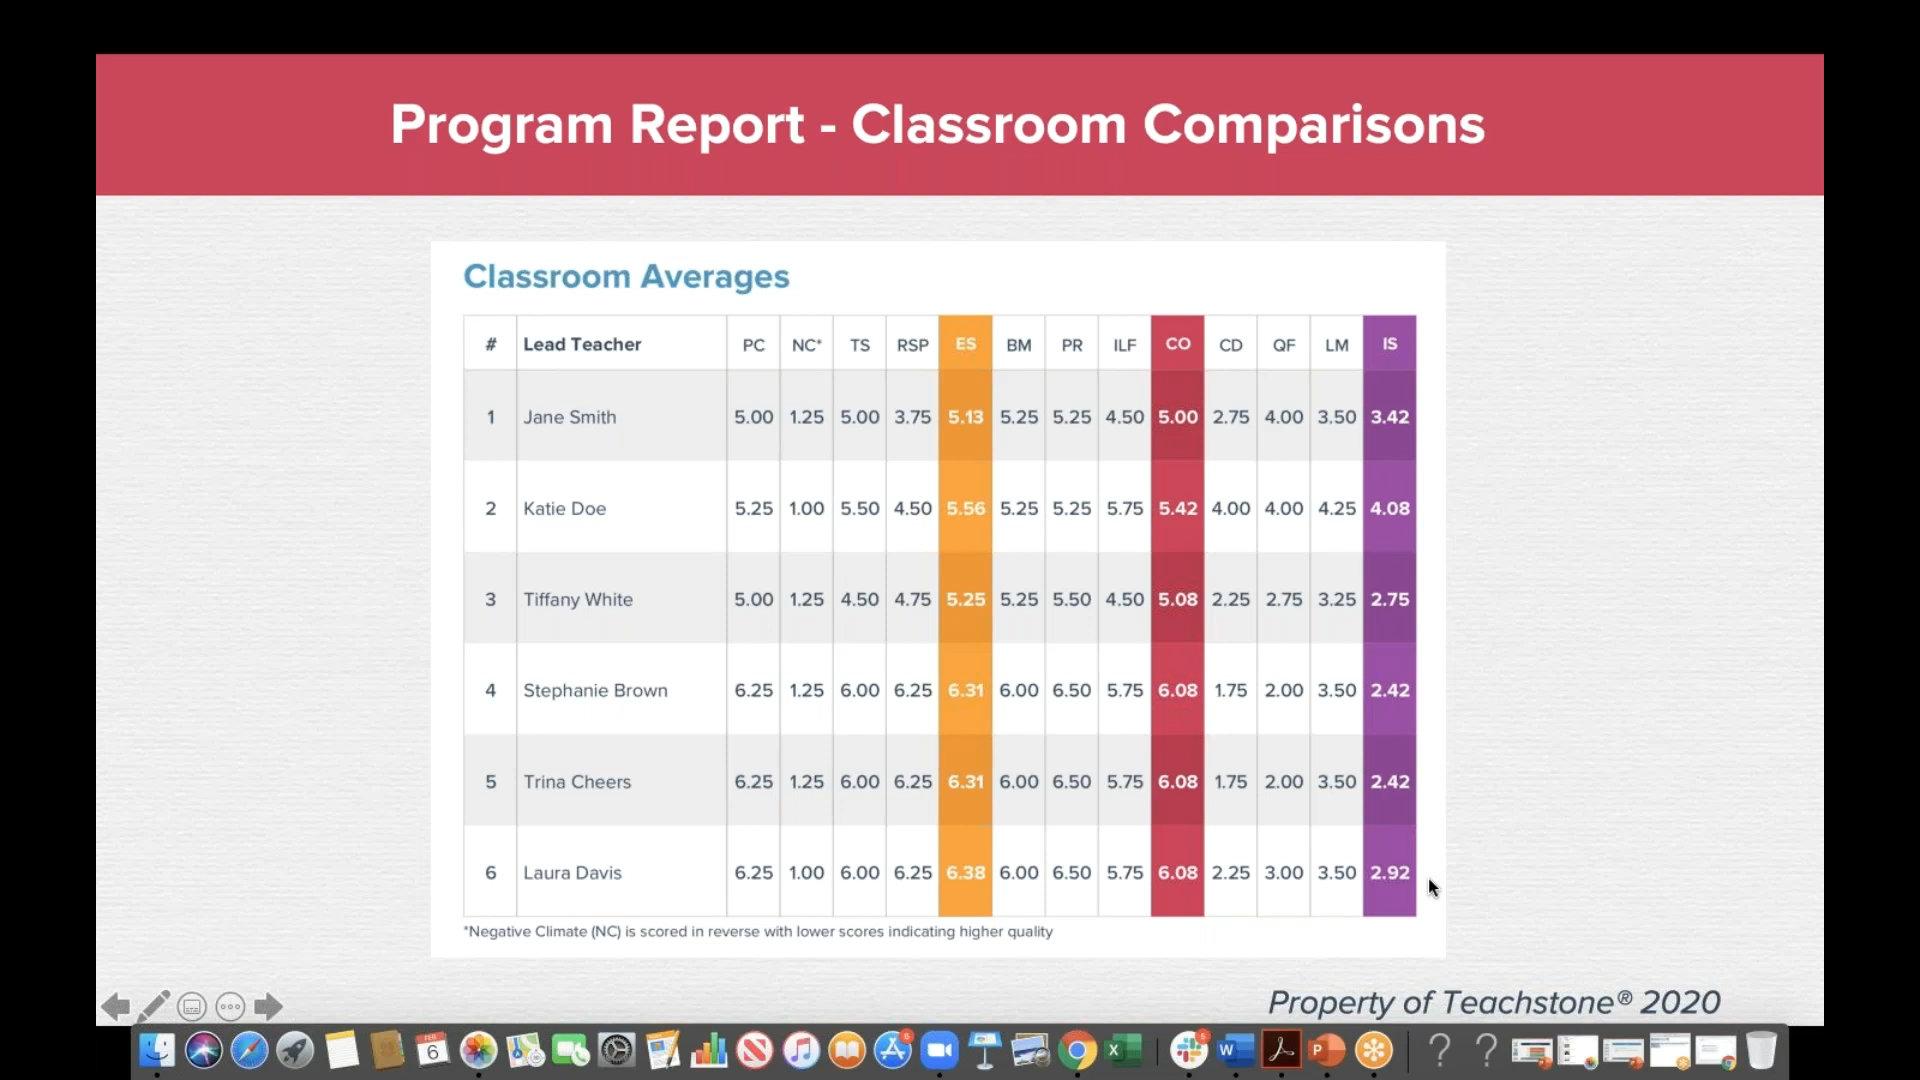 Program Report - Classroom Comparisons
Classroom Averages
# Lead Teacher PC NC* TS RSP ES BM PR ILF CO CD QF LM IS
1 Jane Smith 5.00 1.25 5.00 3.75 5.13 5.25 5.25 4.50 5.00 2.75 4.00 3.50 3.42
2 Katie Doe 5.25 1.00 5.50 4.50 5.56 5.25 5.25 5.75 5.42 4.00 4.00 4.25 4.08
3 Tiffany White 5.00 1.25 4.50 4.75 5.25 5.25 5.50 4.50 5.08 2.25 2.75 3.25 2.75
4 Stephanie Brown 6.25 1.25 6.00 6.25 6.31 6.00 6.50 5.75 6.08 1.75 2.00 3.50 2.42
5 Trina Cheers 6.25 1.25 6.00 6.25 6.31 6.00 6.50 5.75 6.08 1.75 2.00 3.50 2.42
6 Laura Davis 6.25 1.00 6.00 6.25 6.38 6.00 6.50 5.75 6.08 2.25 3.00 3.50 2.92
*Negative Climate (NC) is scored in reverse with lower scores indicating higher quality
Property of Teachstone® 2020
FEB
6
X W P ? ?